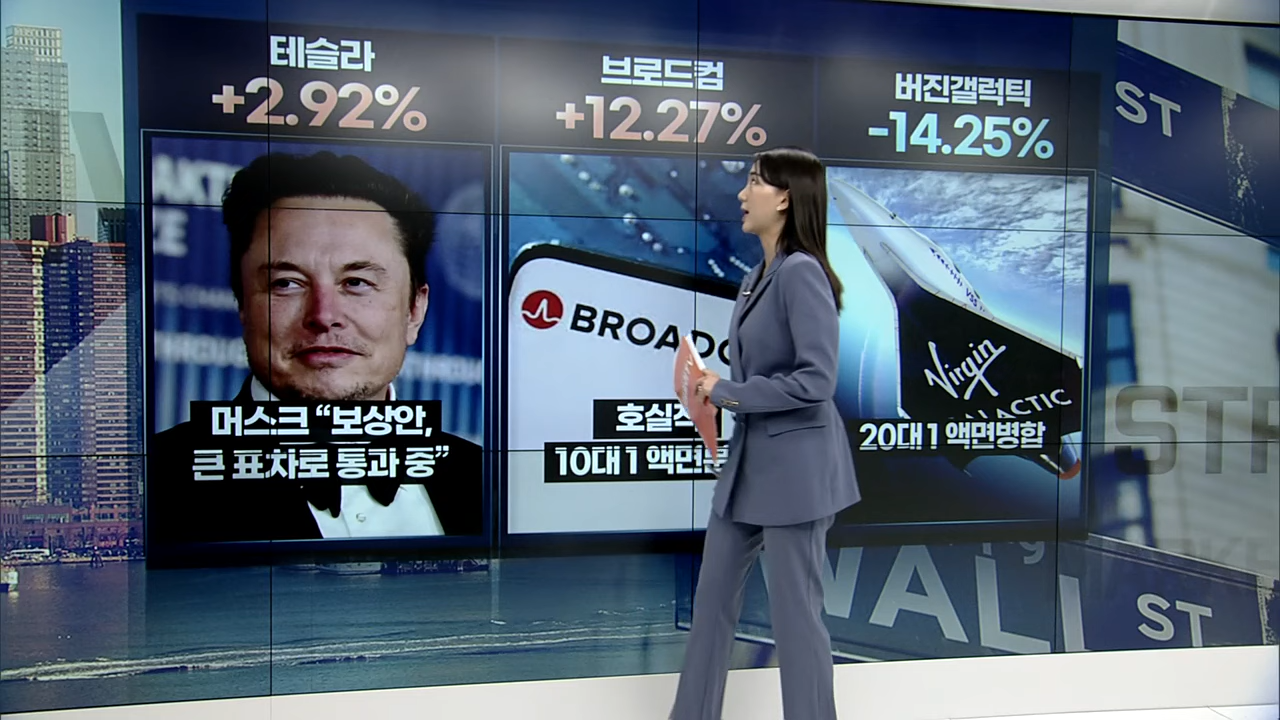 테슬라
+2.92%
브로드컴
+12.27%
버진갤럭틱
-14.25%
머스크 “보상안,
큰 표차로 통과 중”
BROADC
호실적
10대 1 액면분
Virgin
GALACTIC
20대 1 액면병합
ST
WALL
ST